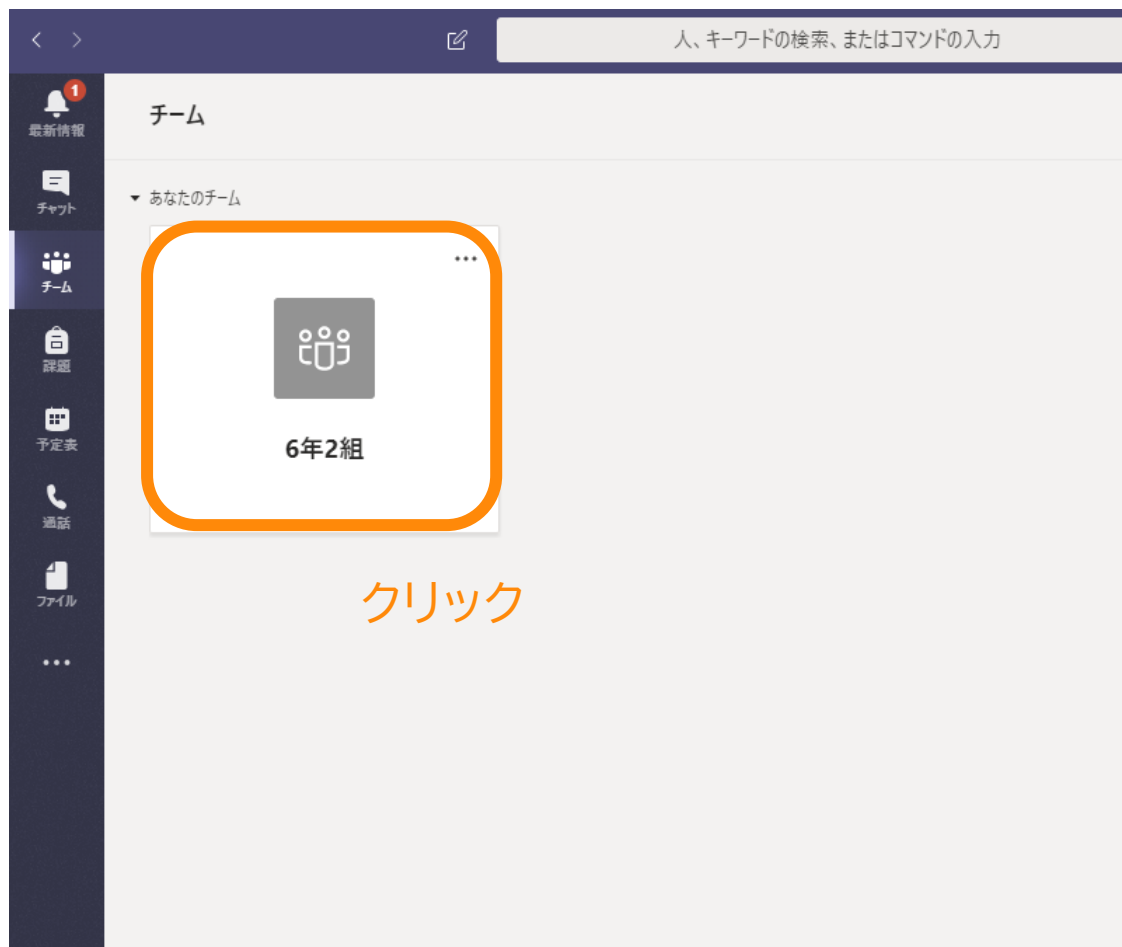 人、キーワードの検索、またはコマンドの入力
1
最新情報
チャット
チーム
課題
予定表
通話
ファイル
チーム
あなたのチーム
6年2組
クリック